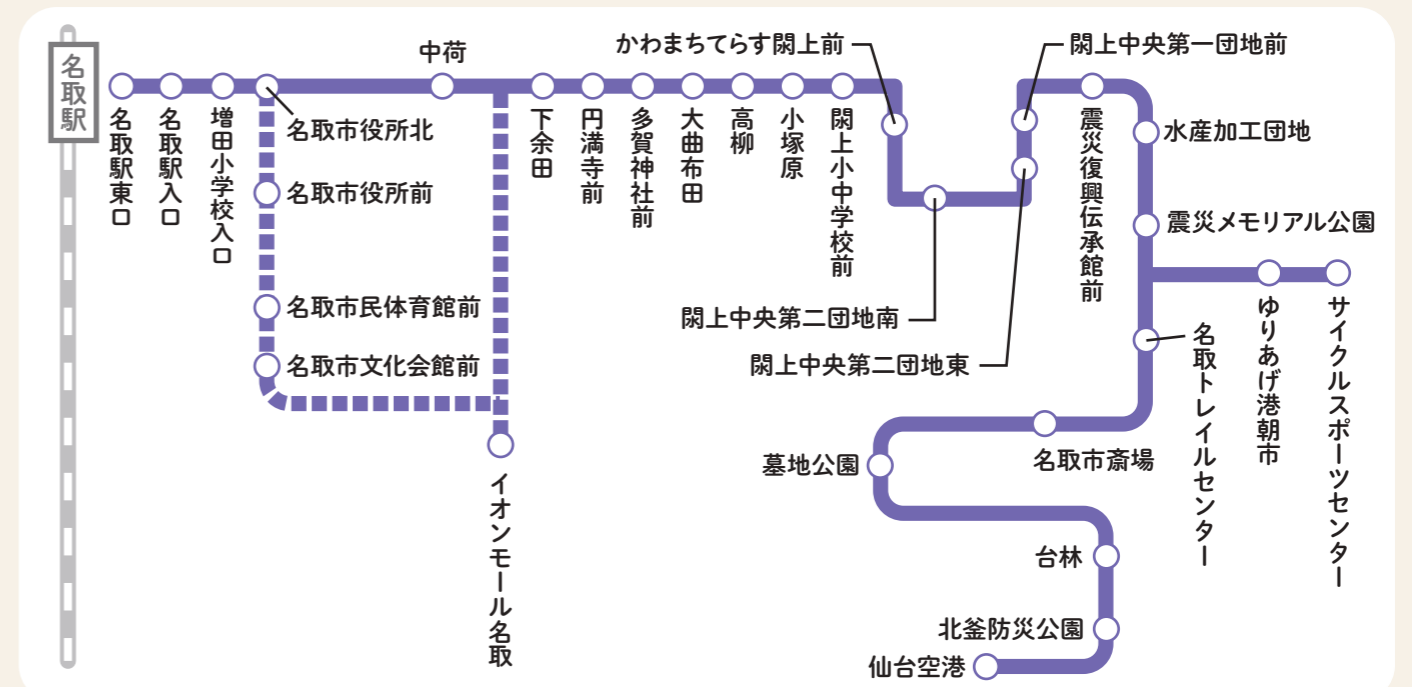 名取駅
名取駅東口
名取駅入口
増田小学校入口
名取市役所北
名取市役所前
名取市民体育館前
名取市文化会館前
中荷
イオンモール名取
下余田
円満寺前
多賀神社前
大曲布田
高柳
小塚原
閖上小中学校前
かわまちてらす閖上前
閖上中央第二団地南
閖上中央第二団地東
閖上中央第一団地前
震災復興伝承館前
水産加工団地
震災メモリアル公園
ゆりあげ港朝市
サイクルスポーツセンター
名取トレイルセンター
名取市斎場
墓地公園
台林
北釜防災公園
仙台空港